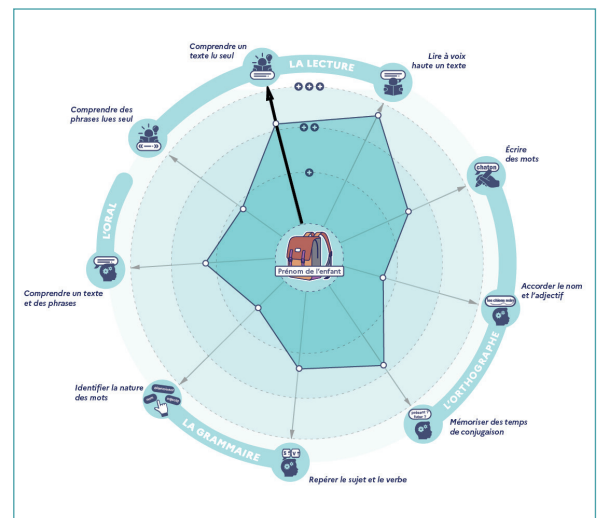 Comprendre un
texte lu seul
LA LECTURE
Lire à voix
haute un texte
Comprendre des
phrases lues seul
Écrire
des mots
chaton
L'ORAL
Prénom de l'enfant
Comprendre un texte
et des phrases
Accorder le nom
et l'adjectif
L'ORTHOGRAPHE
Identifier la nature
des mots
Mémoriser des temps
de conjugaison
LA GRAMMAIRE
Repérer le sujet et le verbe